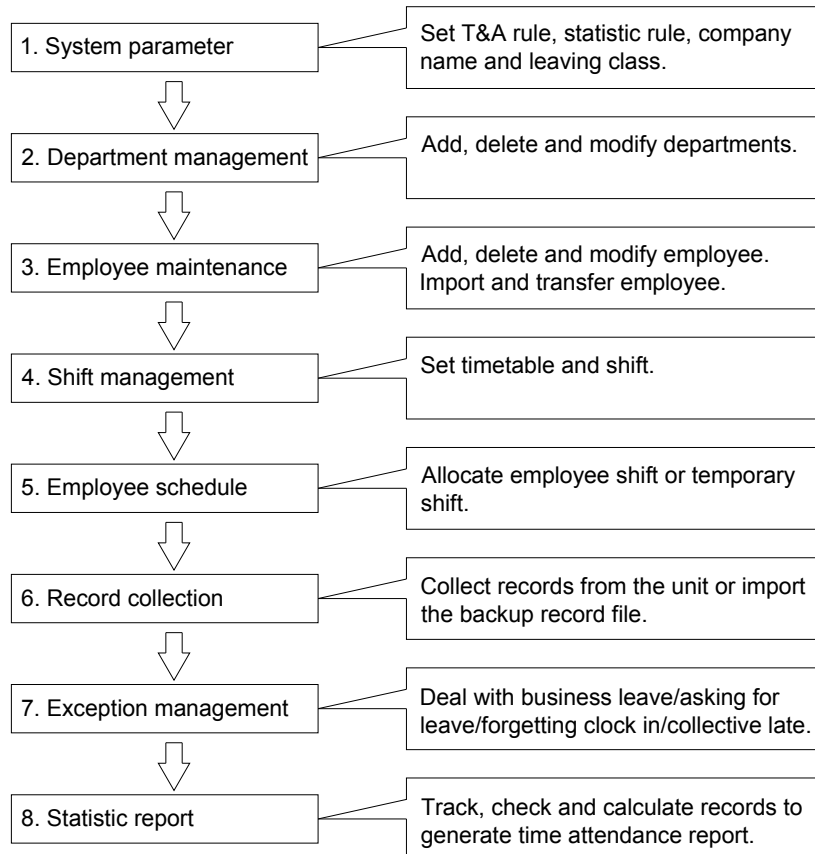 1. System parameter
Set T&A rule, statistic rule, company
name and leaving class.
2. Department management
Add, delete and modify departments.
3. Employee maintenance
Add, delete and modify employee.
Import and transfer employee.
4. Shift management
Set timetable and shift.
5. Employee schedule
Allocate employee shift or temporary
shift.
6. Record collection
Collect records from the unit or import
the backup record file.
7. Exception management
Deal with business leave/asking for
leave/forgetting clock in/collective late.
8. Statistic report
Track, check and calculate records to
generate time attendance report.